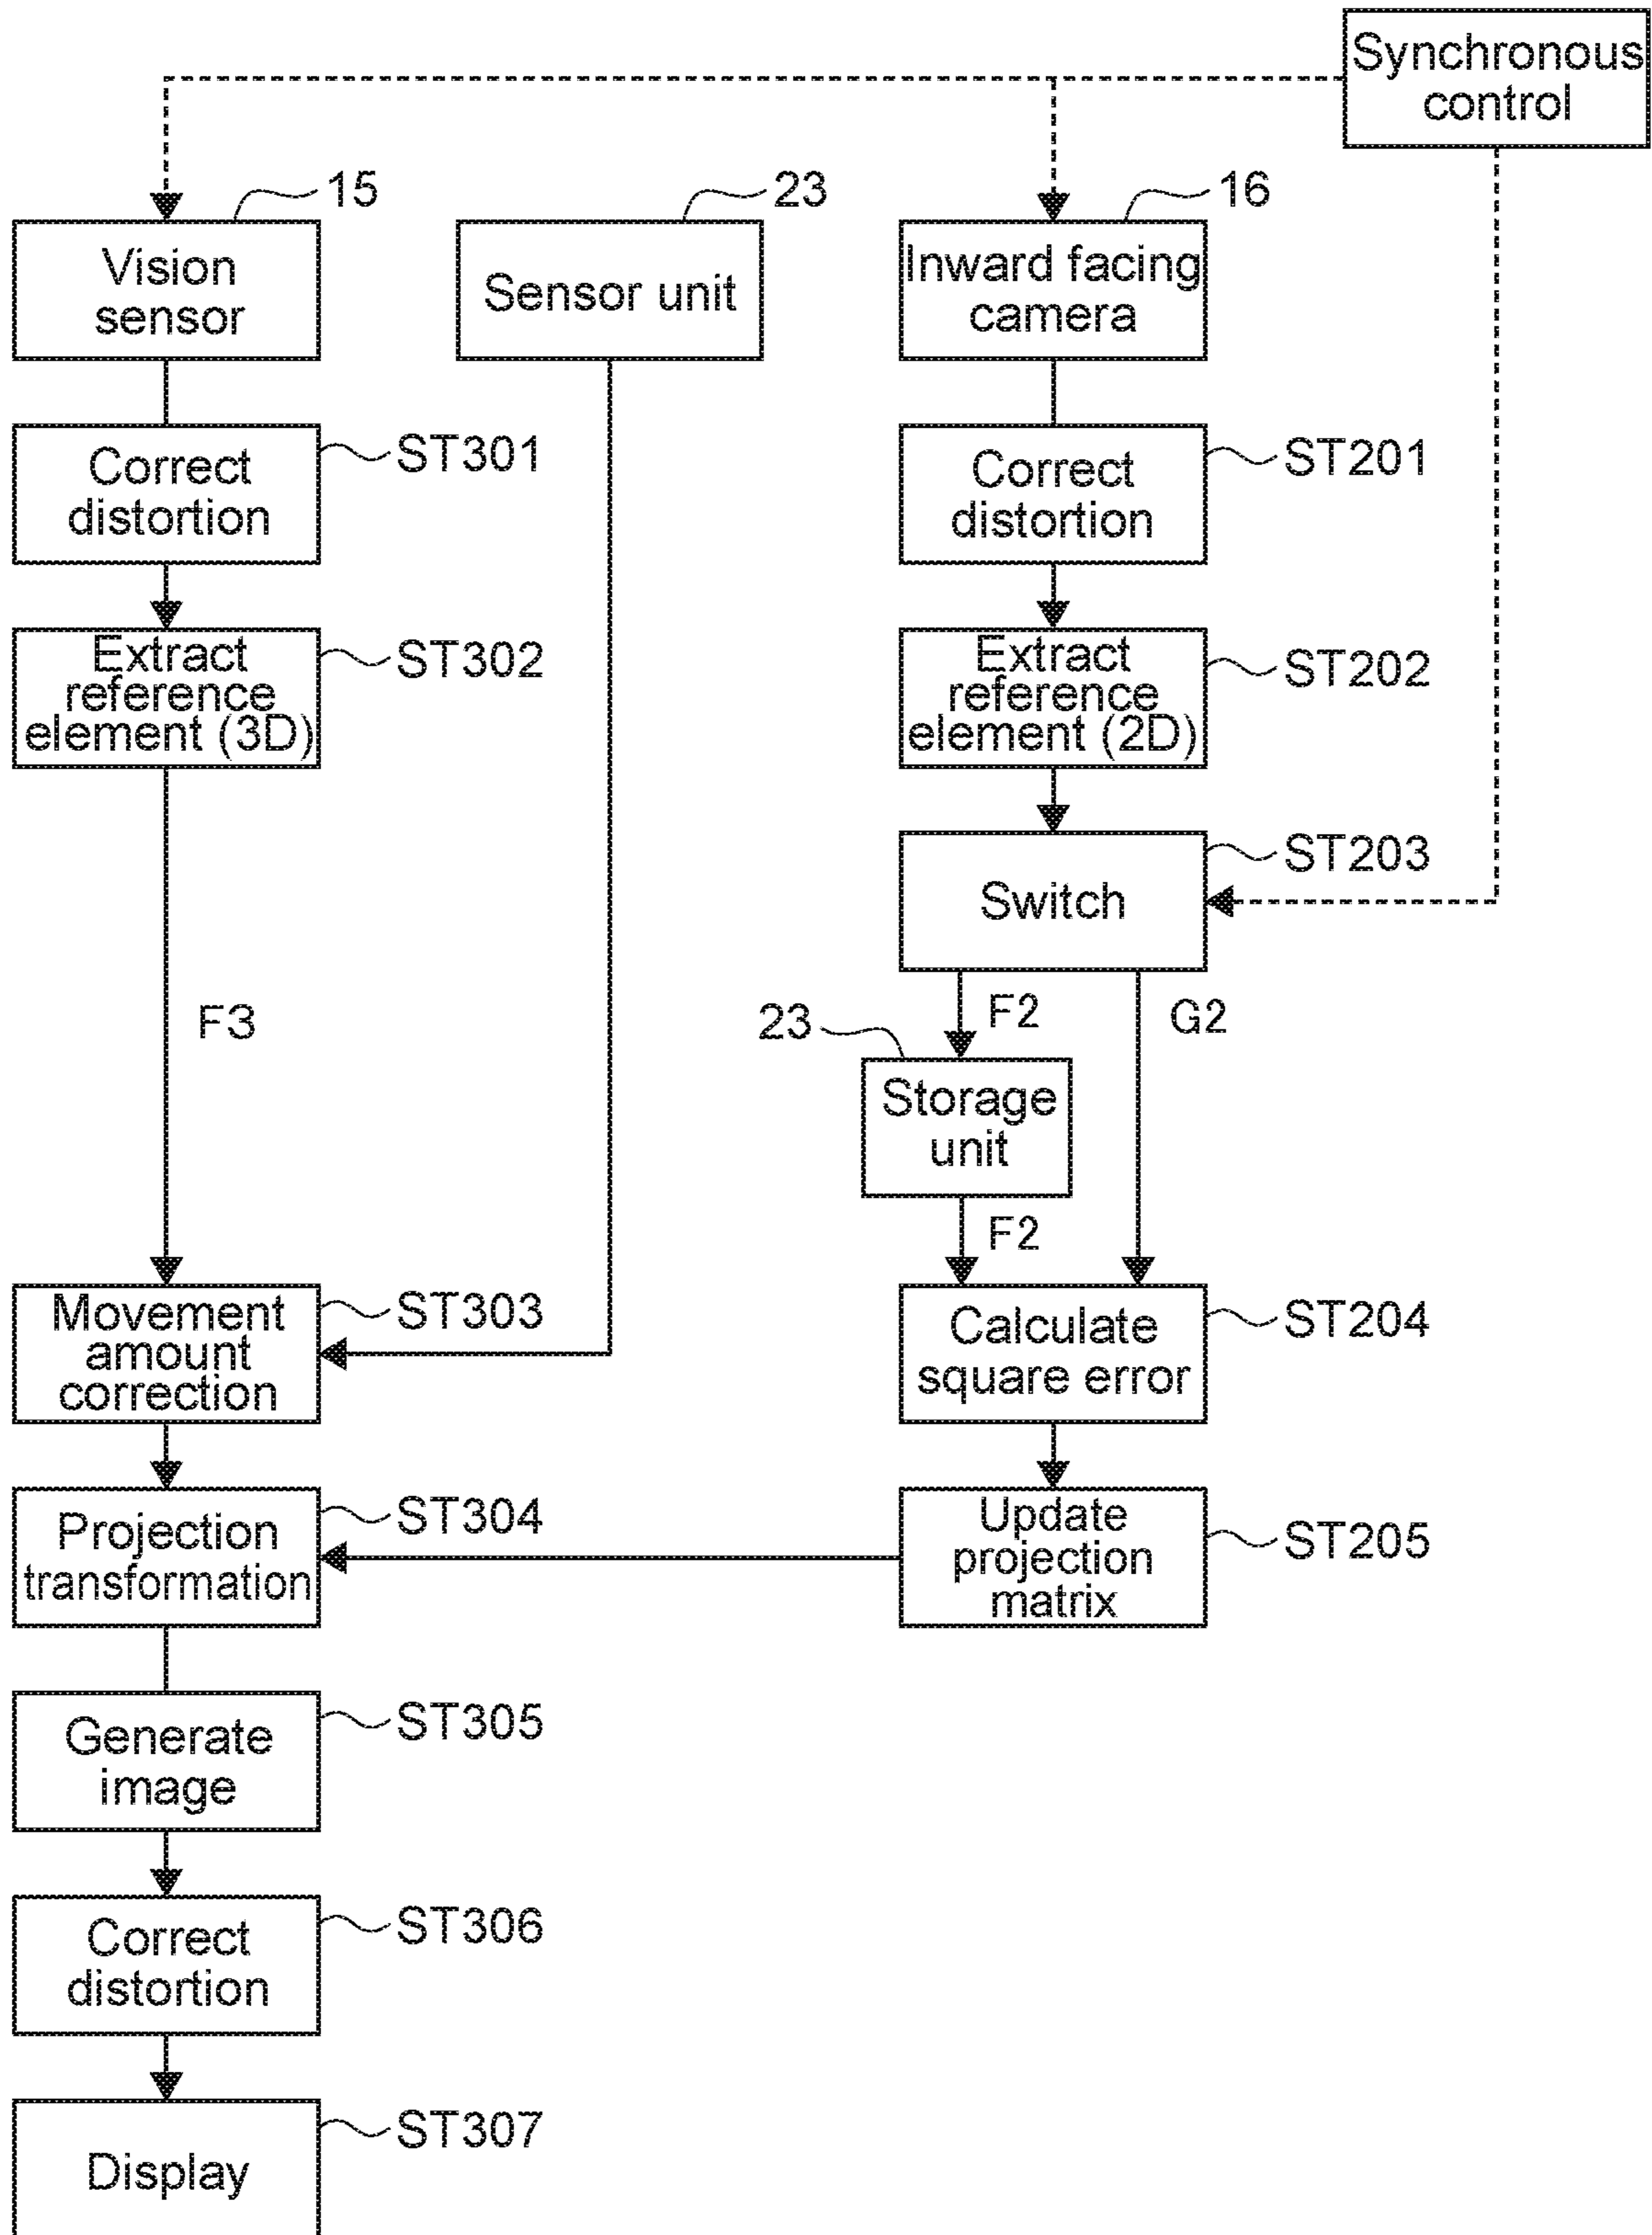 Synchronous
control
15
23
16
Vision
sensor
Sensor unit
Inward facing
camera
Correct
distortion
ST301
Correct
distortion
ST201
Extract
reference
element (3D)
ST302
Extract
reference
element (2D)
ST202
Switch
ST203
F3
23
F2
G2
Storage
unit
F2
Movement
amount
correction
ST303
Calculate
square error
ST204
Projection
transformation
ST304
Update
projection
matrix
ST205
Generate
image
ST305
Correct
distortion
ST306
Display
ST307